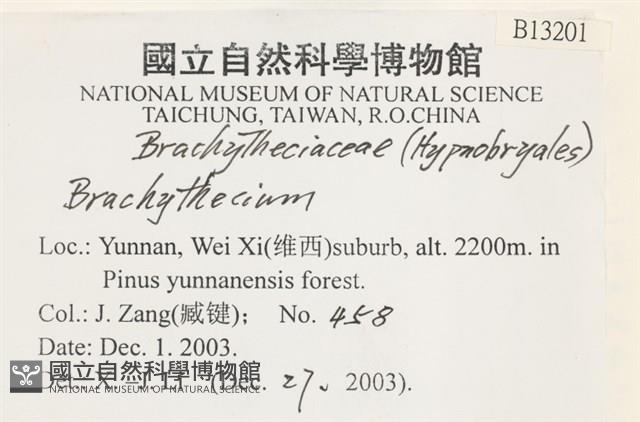 B13201
國立自然科學博物館
NATIONAL MUSEUM OF NATURAL SCIENCE
TAICHUNG, TAIWAN, R.O.CHINA
Brachytheciaceae (Hypnobryales)
Brachythecium
Loc.: Yunnan, Wei Xi(维西)suburb, alt. 2200m. in
Pinus yunnanensis forest.
Col.: J. Zang(臧键); No. 458
Date: Dec. 1. 2003.
國立自然科學博物館
NATIONAL MUSEUM OF NATURAL SCIENCE
27. 2003).